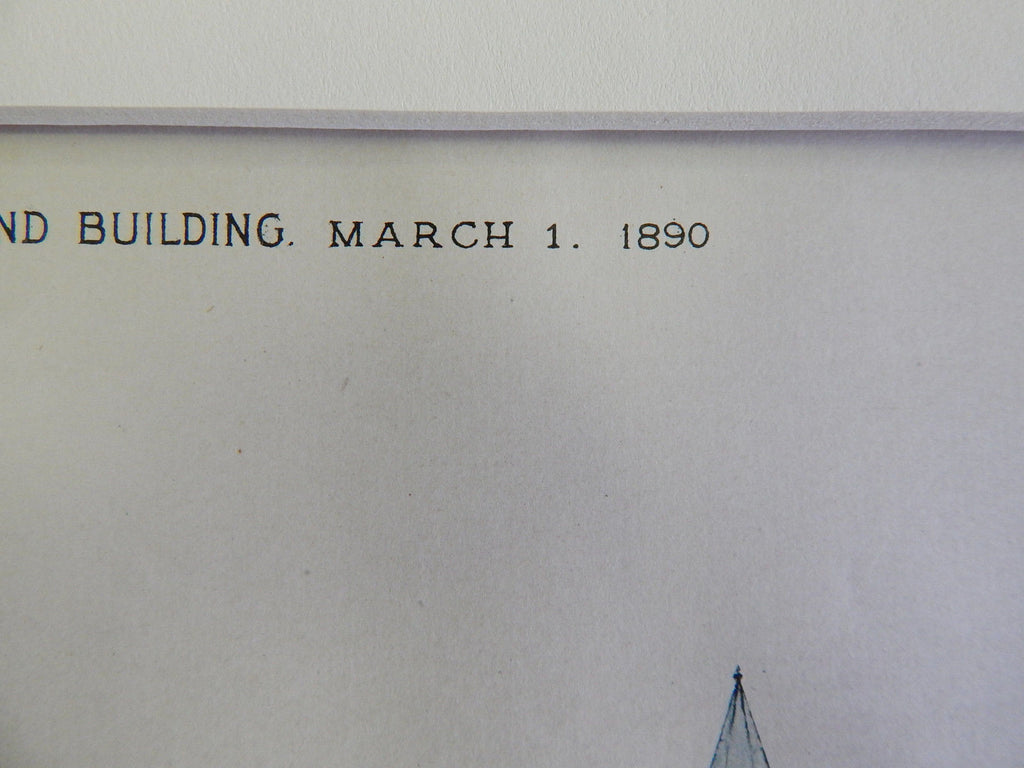 ND BUILDING. MARCH 1. 1890